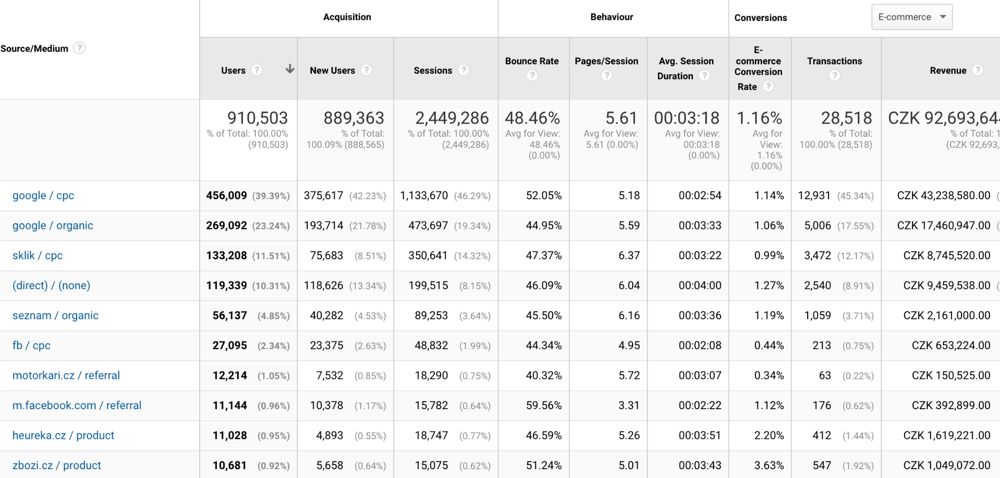 Acquisition Behaviour Conversions E-commerce
Source/Medium ?
Users ? New Users ? Sessions ? Bounce Rate ? Pages/Session ? Avg. Session Duration ? E-commerce Conversion Rate ? Transactions ? Revenue ?
910,503 889,363 2,449,286 48.46% 5.61 00:03:18 1.16% 28,518 CZK 92,693,64
% of Total: 100.00% (910,503) % of Total: 100.09% (888,565) % of Total: 100.00% (2,449,286) Avg for View: 48.46% (0.00%) Avg for View: 5.61 (0.00%) Avg for View: 00:03:18 (0.00%) Avg for View: 1.16% (0.00%) % of Total: 100.00% (28,518) % of Total: 1 (CZK 92,693,
google / cpc 456,009 (39.39%) 375,617 (42.23%) 1,133,670 (46.29%) 52.05% 5.18 00:02:54 1.14% 12,931 (45.34%) CZK 43,238,580.00 (
google / organic 269,092 (23.24%) 193,714 (21.78%) 473,697 (19.34%) 44.95% 5.59 00:03:33 1.06% 5,006 (17.55%) CZK 17,460,947.00 (
sklik / cpc 133,208 (11.51%) 75,683 (8.51%) 350,641 (14.32%) 47.37% 6.37 00:03:22 0.99% 3,472 (12.17%) CZK 8,745,520.00
(direct) / (none) 119,339 (10.31%) 118,626 (13.34%) 199,515 (8.15%) 46.09% 6.04 00:04:00 1.27% 2,540 (8.91%) CZK 9,459,538.00 (
seznam / organic 56,137 (4.85%) 40,282 (4.53%) 89,253 (3.64%) 45.50% 6.16 00:03:36 1.19% 1,059 (3.71%) CZK 2,161,000.00
fb / cpc 27,095 (2.34%) 23,375 (2.63%) 48,832 (1.99%) 44.34% 4.95 00:02:08 0.44% 213 (0.75%) CZK 653,224.00
motorkari.cz / referral 12,214 (1.05%) 7,532 (0.85%) 18,290 (0.75%) 40.32% 5.72 00:03:07 0.34% 63 (0.22%) CZK 150,525.00
m.facebook.com / referral 11,144 (0.96%) 10,378 (1.17%) 15,782 (0.64%) 59.56% 3.31 00:02:22 1.12% 176 (0.62%) CZK 392,899.00
heureka.cz / product 11,028 (0.95%) 4,893 (0.55%) 18,747 (0.77%) 46.59% 5.26 00:03:51 2.20% 412 (1.44%) CZK 1,619,221.00
zbozi.cz / product 10,681 (0.92%) 5,658 (0.64%) 15,075 (0.62%) 51.24% 5.01 00:03:43 3.63% 547 (1.92%) CZK 1,049,072.00